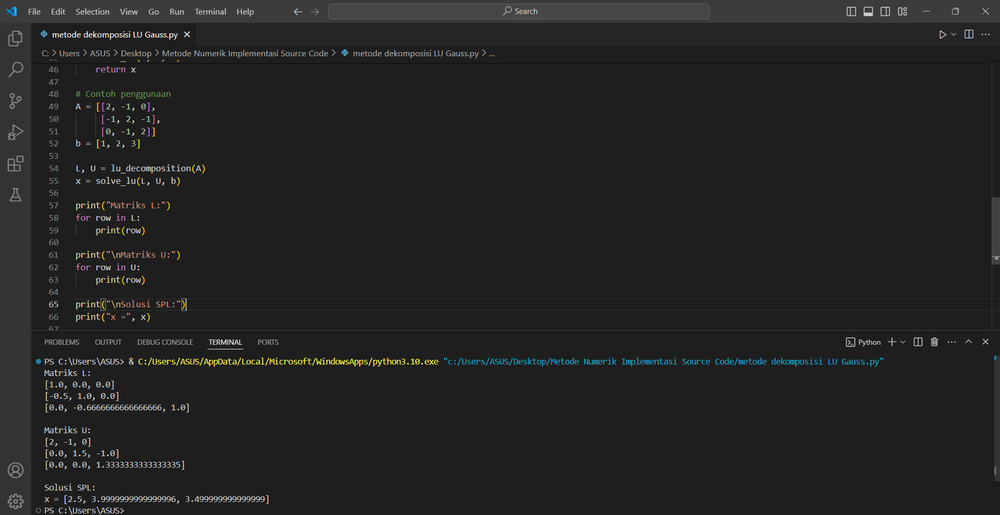 File Edit Selection View Go Run Terminal Help
Search
metode dekomposisi LU Gauss.py
C: > Users > ASUS > Desktop > Metode Numerik Implementasi Source Code > metode dekomposisi LU Gauss.py > ...
46 return x
47
48 # Contoh penggunaan
49 A = [[2, -1, 0],
50 [-1, 2, -1],
51 [0, -1, 2]]
52 b = [1, 2, 3]
53
54 L, U = lu_decomposition(A)
55 x = solve_lu(L, U, b)
56
57 print("Matriks L:")
58 for row in L:
59 print(row)
60
61 print("\nMatriks U:")
62 for row in U:
63 print(row)
64
65 print("\nSolusi SPL:")
66 print("x =", x)
67
PROBLEMS OUTPUT DEBUG CONSOLE TERMINAL PORTS
Python
PS C:\Users\ASUS> & C:/Users/ASUS/AppData/Local/Microsoft/WindowsApps/python3.10.exe "c:/Users/ASUS/Desktop/Metode Numerik Implementasi Source Code/metode dekomposisi LU Gauss.py"
Matriks L:
[1.0, 0.0, 0.0]
[-0.5, 1.0, 0.0]
[0.0, -0.6666666666666666, 1.0]
Matriks U:
[2, -1, 0]
[0.0, 1.5, -1.0]
[0.0, 0.0, 1.3333333333333335]
Solusi SPL:
x = [2.5, 3.9999999999999996, 3.499999999999999]
PS C:\Users\ASUS>